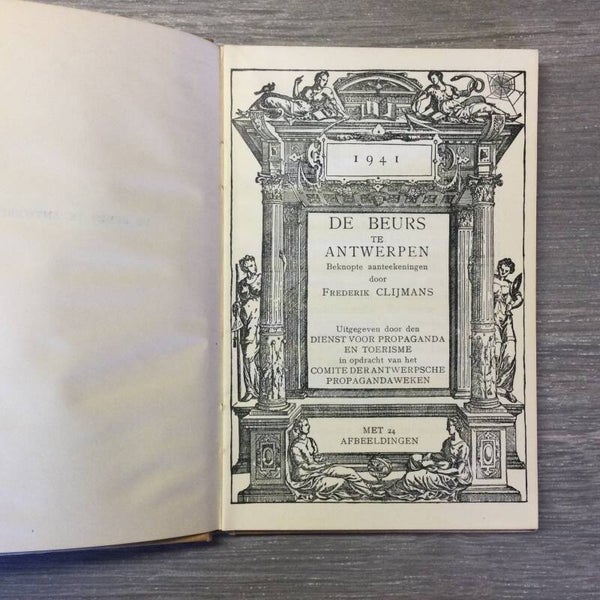 1941
DE BEURS
TE
ANTWERPEN
Beknopte aanteekeningen
door
FREDERIK CLIJMANS
Uitgegeven door den
DIENST VOOR PROPAGANDA
EN TOERISME
in opdracht van het
COMITE DER ANTWERPSCHE
PROPAGANDAWEKEN
MET 24
AFBEELDINGEN